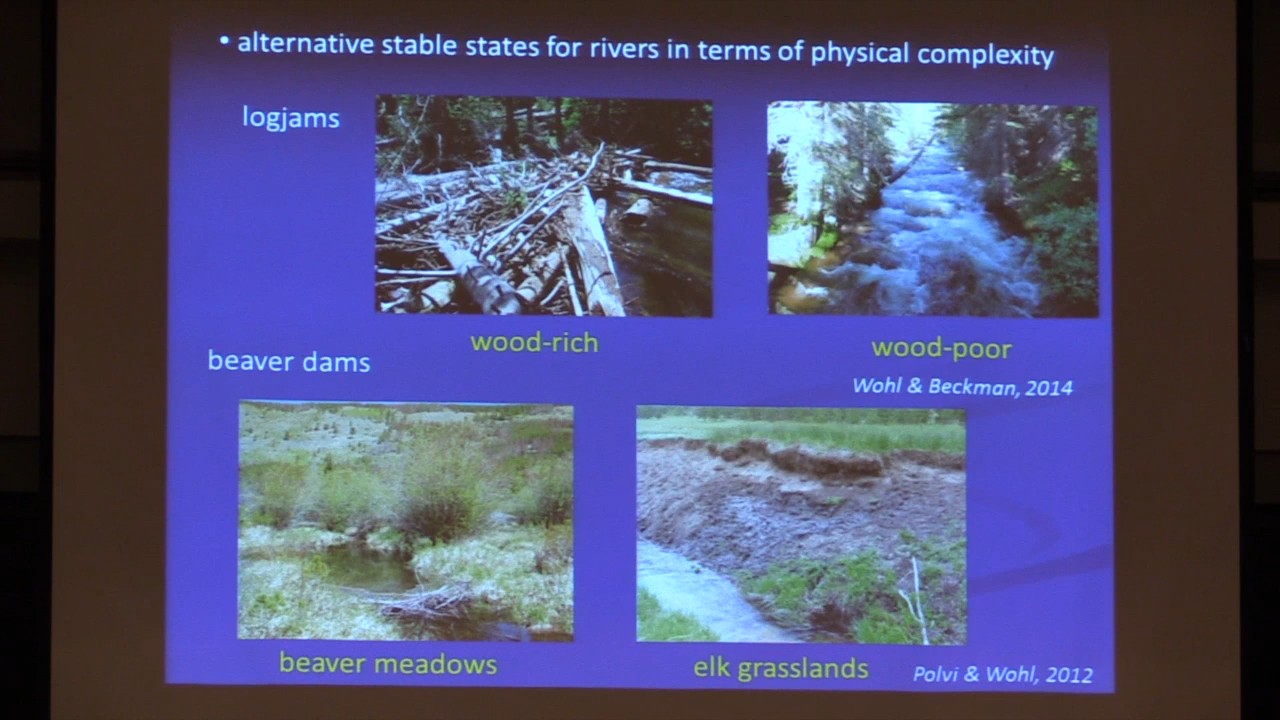 • alternative stable states for rivers in terms of physical complexity
logjams
wood-rich
wood-poor
Wohl & Beckman, 2014
beaver dams
beaver meadows
elk grasslands
Polvi & Wohl, 2012